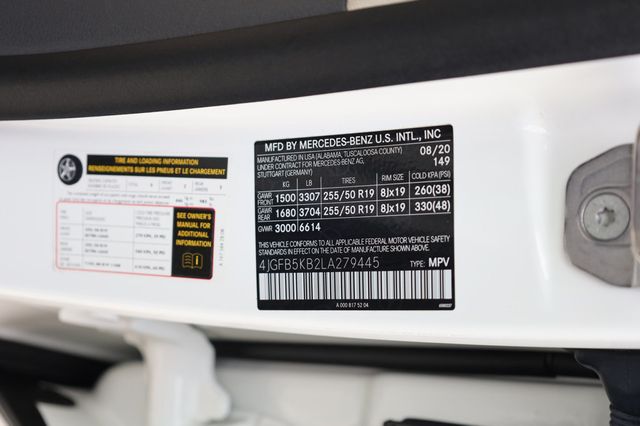 TIRE AND LOADING INFORMATION
RENSEIGNEMENTS SUR LES PNEUS ET LE CHARGEMENT
SEE OWNER'S
MANUAL FOR
ADDITIONAL
INFORMATION
MFD BY MERCEDES-BENZ U.S. INTL., INC
MANUFACTURED IN USA (ALABAMA, TUSCALOOSA COUNTY) 08/20
UNDER CONTRACT FOR MERCEDES-BENZ AG, 149
STUTTGART (GERMANY)
KG LB TIRES RIM SIZE COLD KPA (PSI)
GAWR FRONT 1500 3307 255/50 R19 8Jx19 260(38)
GAWR REAR 1680 3704 255/50 R19 8Jx19 330(48)
GVWR 3000 6614
THIS VEHICLE CONFORMS TO ALL APPLICABLE FEDERAL MOTOR VEHICLE SAFETY
STANDARDS IN EFFECT ON THE DATE OF MANUFACTURE SHOWN ABOVE.
4JGFB5KB2LA279445 TYPE: MPV
A 000 817 52 04